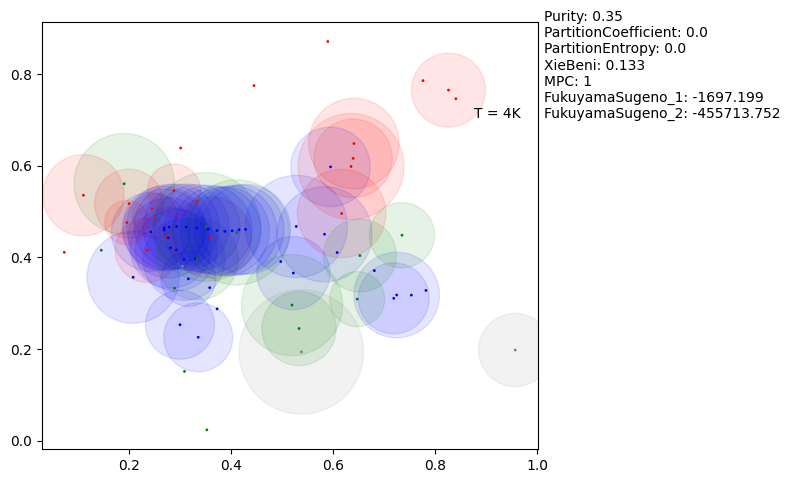 Purity: 0.35
PartitionCoefficient: 0.0
PartitionEntropy: 0.0
XieBeni: 0.133
MPC: 1
FukuyamaSugeno_1: -1697.199
FukuyamaSugeno_2: -455713.752
T = 4K
0.8
0.6
0.4
0.2
0.0
0.2
0.4
0.6
0.8
1.0